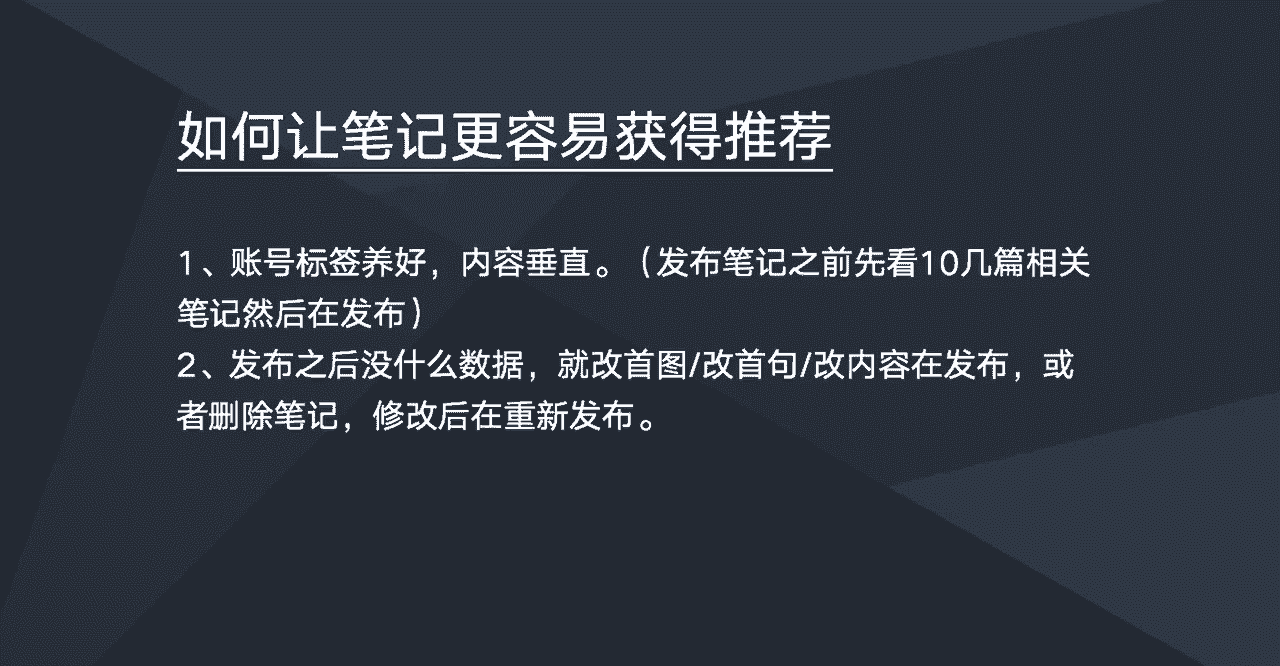 如何让笔记更容易获得推荐
1、账号标签养好，内容垂直。（发布笔记之前先看10几篇相关
笔记然后在发布）
2、发布之后没什么数据，就改首图/改首句/改内容在发布，或
者删除笔记，修改后在重新发布。